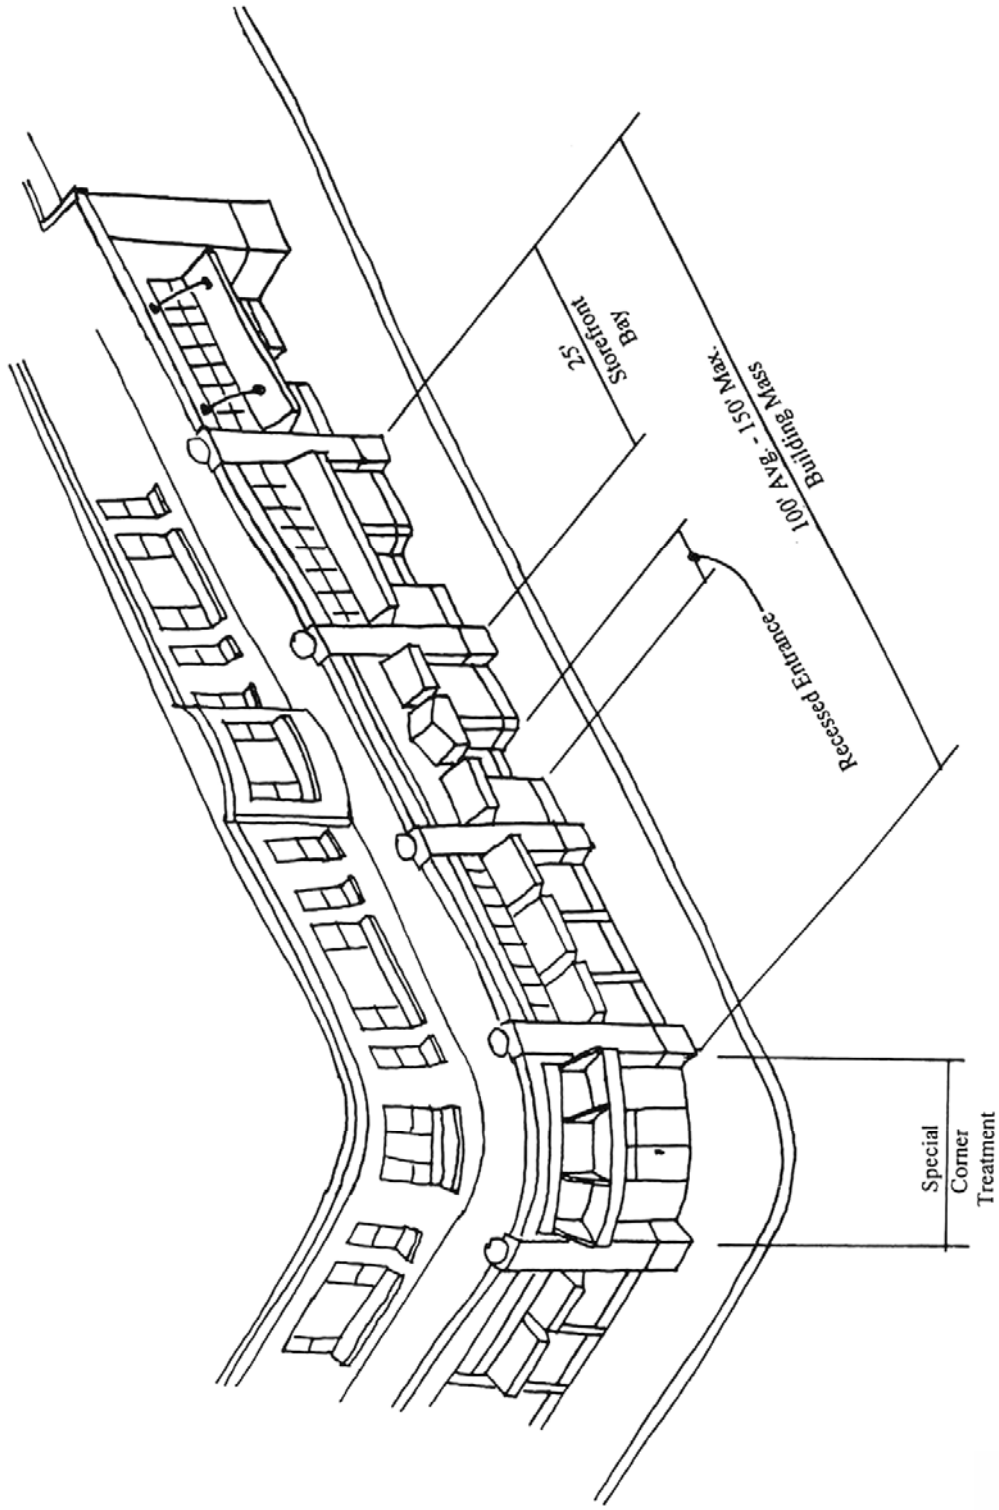 25'
Storefront
Bay
100' Avg. - 150' Max.
Building Mass
Recessed Entrance
Special
Corner
Treatment